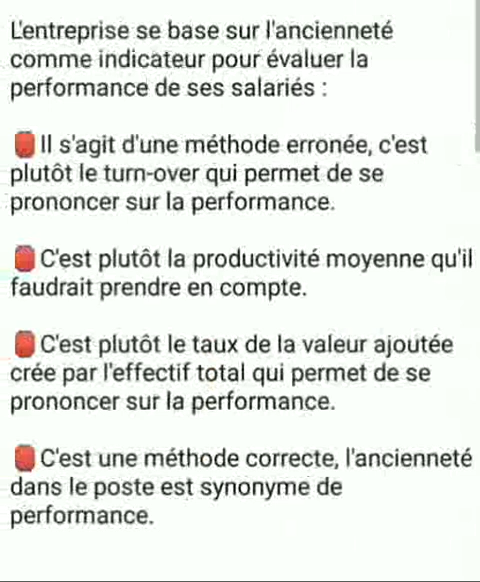 L'entreprise se base sur l'ancienneté
comme indicateur pour évaluer la
performance de ses salariés :
Il s'agit d'une méthode erronée, c'est
plutôt le turn-over qui permet de se
prononcer sur la performance.
C'est plutôt la productivité moyenne qu'il
faudrait prendre en compte.
C'est plutôt le taux de la valeur ajoutée
crée par l'effectif total qui permet de se
prononcer sur la performance.
C'est une méthode correcte, l'ancienneté
dans le poste est synonyme de
performance.